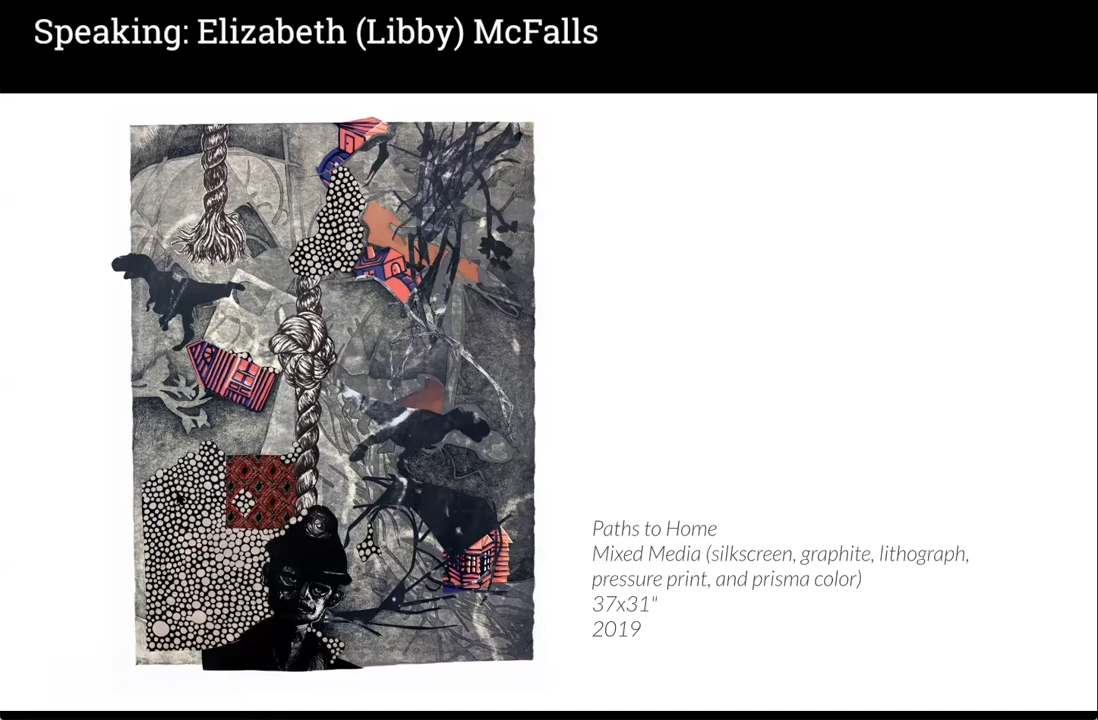 Speaking: Elizabeth (Libby) McFalls
Paths to Home
Mixed Media (silkscreen, graphite, lithograph,
pressure print, and prisma color)
37x31"
2019